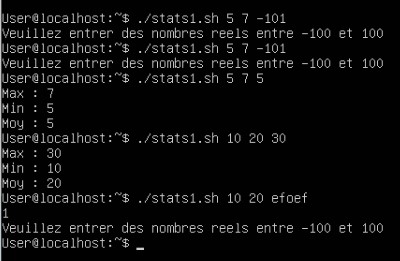 User@localhost:~$ ./stats1.sh 5 7 -101
Veuillez entrer des nombres reels entre -100 et 100
User@localhost:~$ ./stats1.sh 5 7 -101
Veuillez entrer des nombres reels entre -100 et 100
User@localhost:~$ ./stats1.sh 5 7 5
Max : 7
Min : 5
Moy : 5
User@localhost:~$ ./stats1.sh 10 20 30
Max : 30
Min : 10
Moy : 20
User@localhost:~$ ./stats1.sh 10 20 efoef
1
Veuillez entrer des nombres reels entre -100 et 100
User@localhost:~$ _